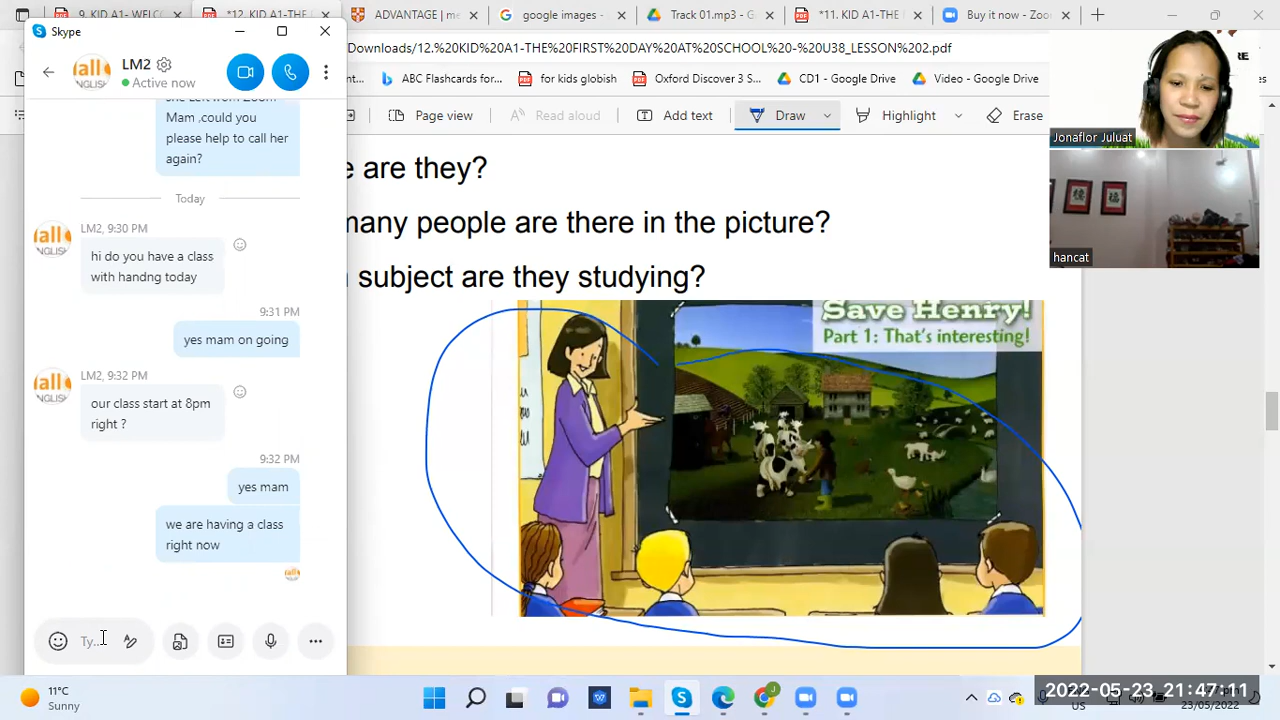 9. KID A1- WELCO
*12. KID A1-THE F
ADVANTAGE | m
google images -
Track 01.mp3 -
*11. KID A1-THE
Buy it now - Zoo
Skype
Downloads/12.%20KID%20A1-THE%20FIRST%20DAY%20AT%20SCHOOL%20-%20U38_LESSON%202.pdf
LM2
Active now
ABC Flashcards for...
for kids globish
Oxford Discover 3 S...
CD1 - Google Drive
Video - Google Drive
Page view
Read aloud
Add text
Draw
Highlight
Erase
Mam ,could you
please help to call her
again?
Today
LM2, 9:30 PM
hi do you have a class
with handng today
9:31 PM
yes mam on going
LM2, 9:32 PM
our class start at 8pm
right ?
9:32 PM
yes mam
we are having a class
right now
Ty...
e are they?
many people are there in the picture?
subject are they studying?
Save Henry!
Part 1: That's interesting!
Jonaflor Juluat
hancat
11°C
Sunny
US
23/05/2022
2022-05-23 21:47:11